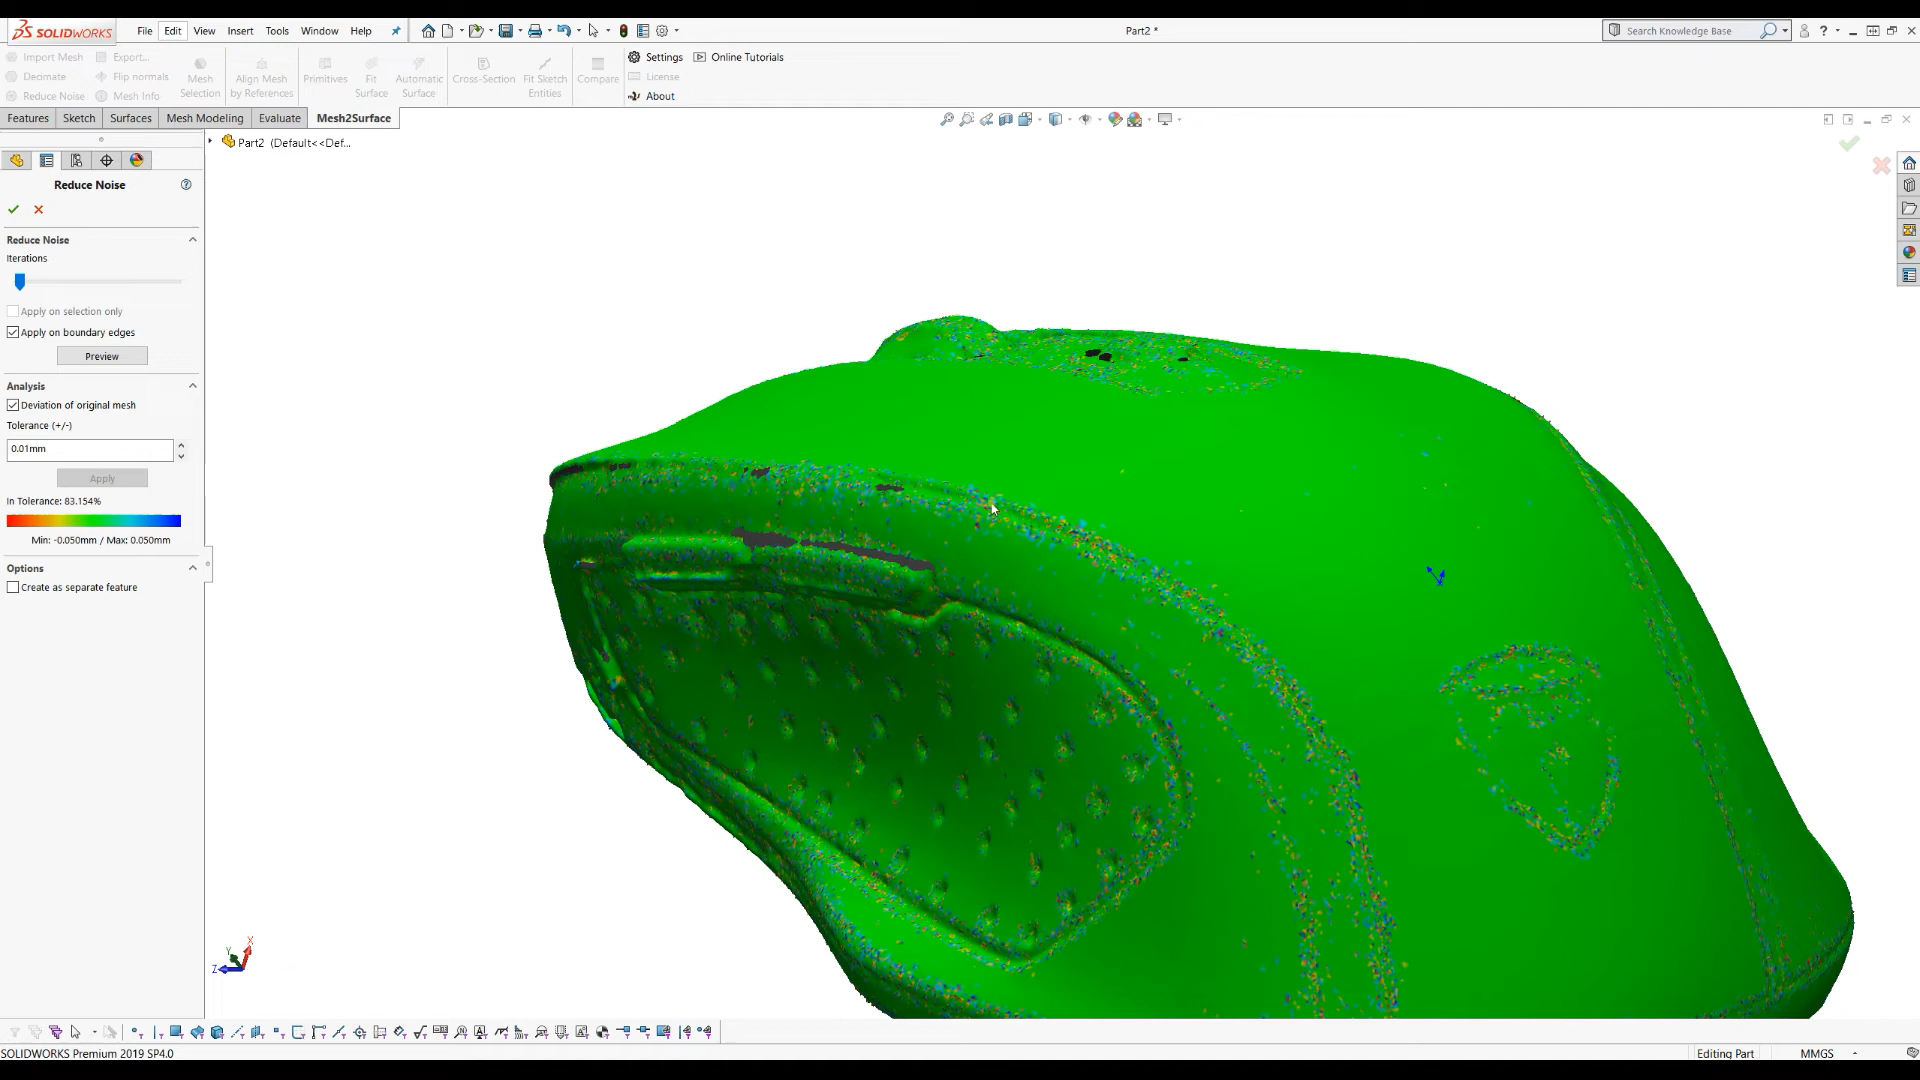 SOLIDWORKS File Edit View Insert Tools Window Help Part2 * Search Knowledge Base ?
Import Mesh Export...
Decimate Flip normals
Reduce Noise Mesh Info
Mesh Selection
Align Mesh by References
Primitives
Fit Surface
Automatic Surface
Cross-Section
Fit Sketch Entities
Compare
Settings Online Tutorials
License
About
Features Sketch Surfaces Mesh Modeling Evaluate Mesh2Surface
Part2 (Default<<Def...
Reduce Noise
Reduce Noise
Iterations
Apply on selection only
Apply on boundary edges
Preview
Analysis
Deviation of original mesh
Tolerance (+/-)
0.01mm
Apply
In Tolerance: 83.154%
Min: -0.050mm / Max: 0.050mm
Options
Create as separate feature
X
Y
Z
SOLIDWORKS Premium 2019 SP4.0 Editing Part MMGS